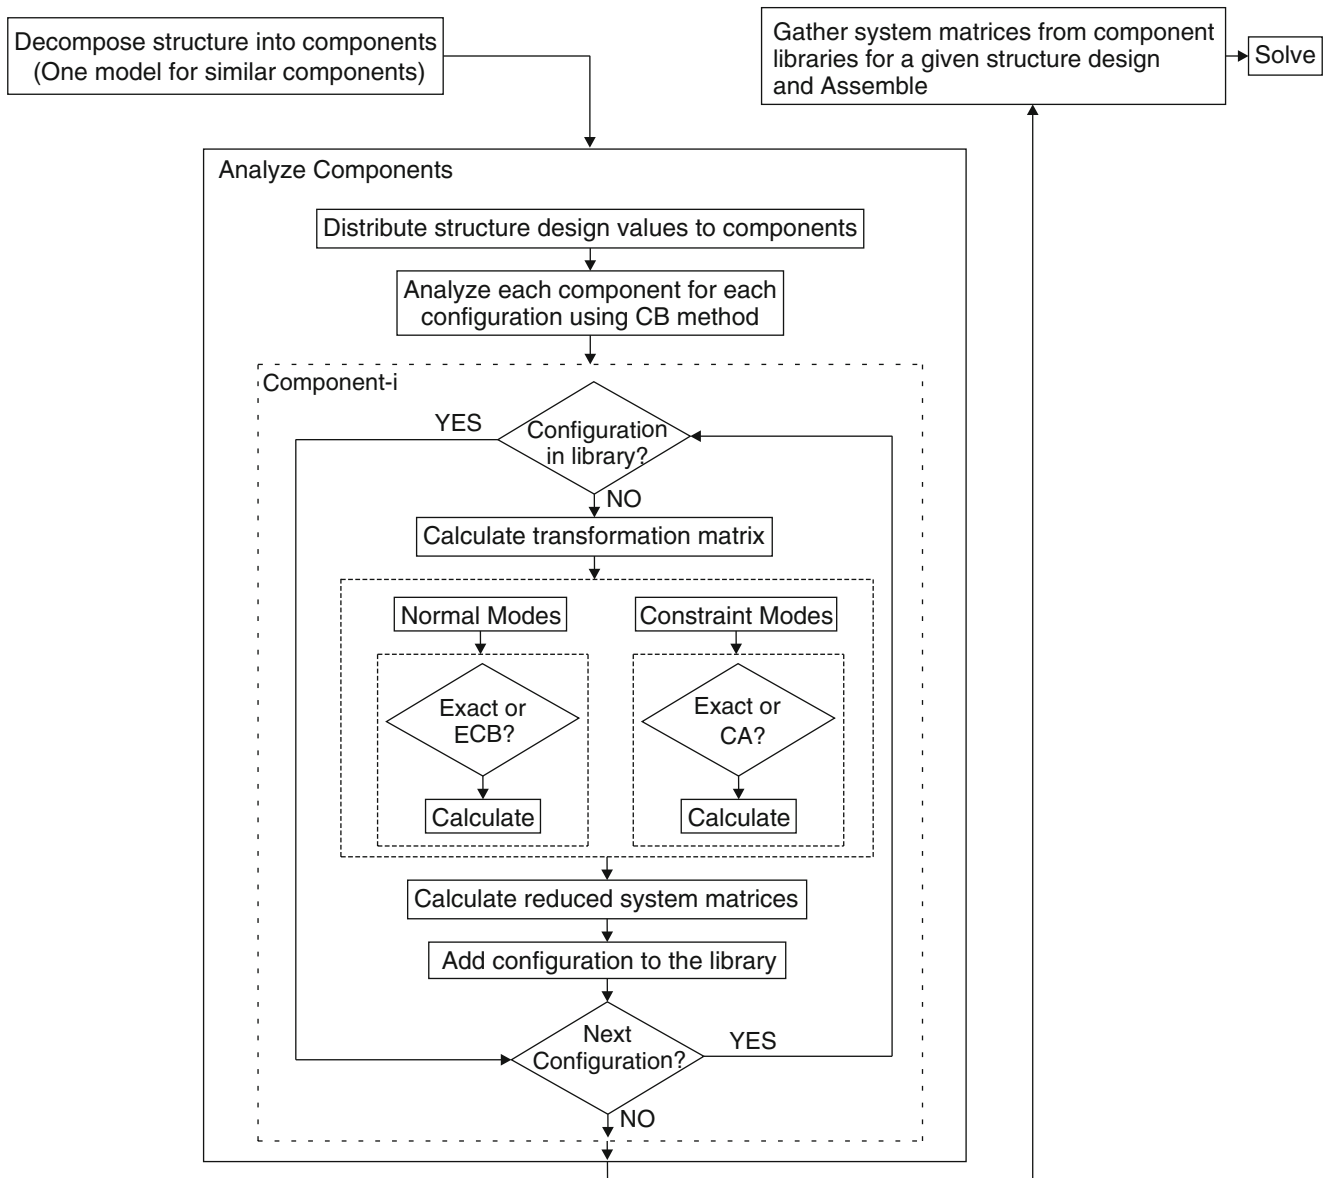 Decompose structure into components
(One model for similar components)
Gather system matrices from component
libraries for a given structure design
and Assemble
Solve
Analyze Components
Distribute structure design values to components
Analyze each component for each
configuration using CB method
Component-i
YES
Configuration
in library?
NO
Calculate transformation matrix
Normal Modes
Constraint Modes
Exact or
ECB?
Exact or
CA?
Calculate
Calculate
Calculate reduced system matrices
Add configuration to the library
Next
Configuration?
YES
NO